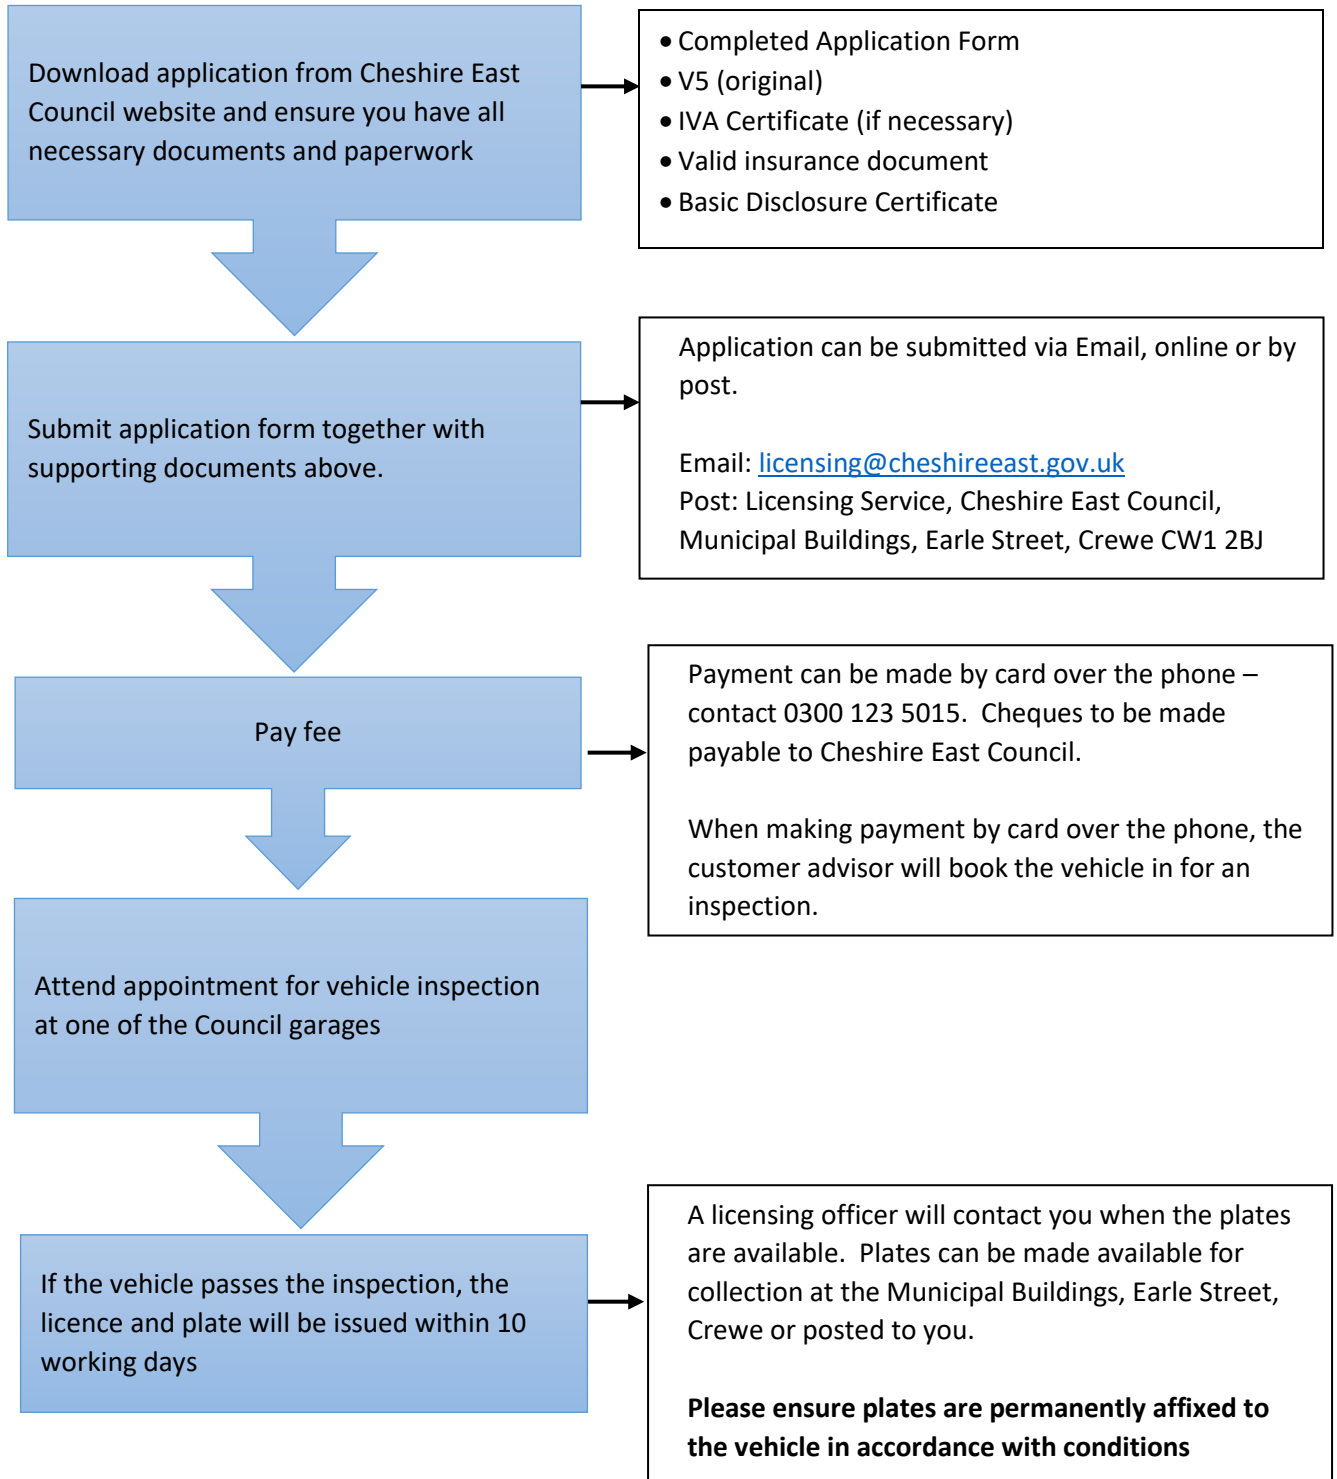 Download application from Cheshire East
Council website and ensure you have all
necessary documents and paperwork
• Completed Application Form
• V5 (original)
• IVA Certificate (if necessary)
• Valid insurance document
• Basic Disclosure Certificate
Submit application form together with
supporting documents above.
Application can be submitted via Email, online or by
post.
Email: licensing@cheshireeast.gov.uk
Post: Licensing Service, Cheshire East Council,
Municipal Buildings, Earle Street, Crewe CW1 2BJ
Pay fee
Payment can be made by card over the phone –
contact 0300 123 5015.  Cheques to be made
payable to Cheshire East Council.
When making payment by card over the phone, the
customer advisor will book the vehicle in for an
inspection.
Attend appointment for vehicle inspection
at one of the Council garages
If the vehicle passes the inspection, the
licence and plate will be issued within 10
working days
A licensing officer will contact you when the plates
are available.  Plates can be made available for
collection at the Municipal Buildings, Earle Street,
Crewe or posted to you.
Please ensure plates are permanently affixed to
the vehicle in accordance with conditions